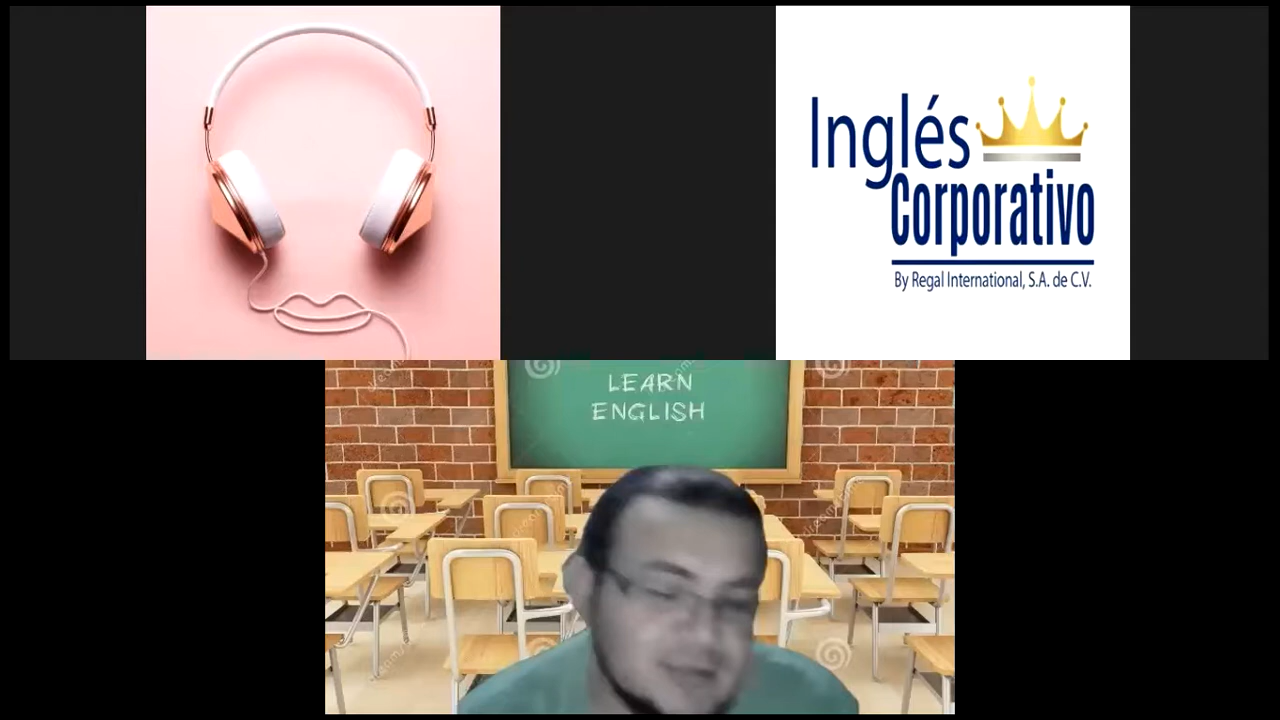 Inglés
Corporativo
By Regal International, S.A. de C.V.
LEARN
ENGLISH